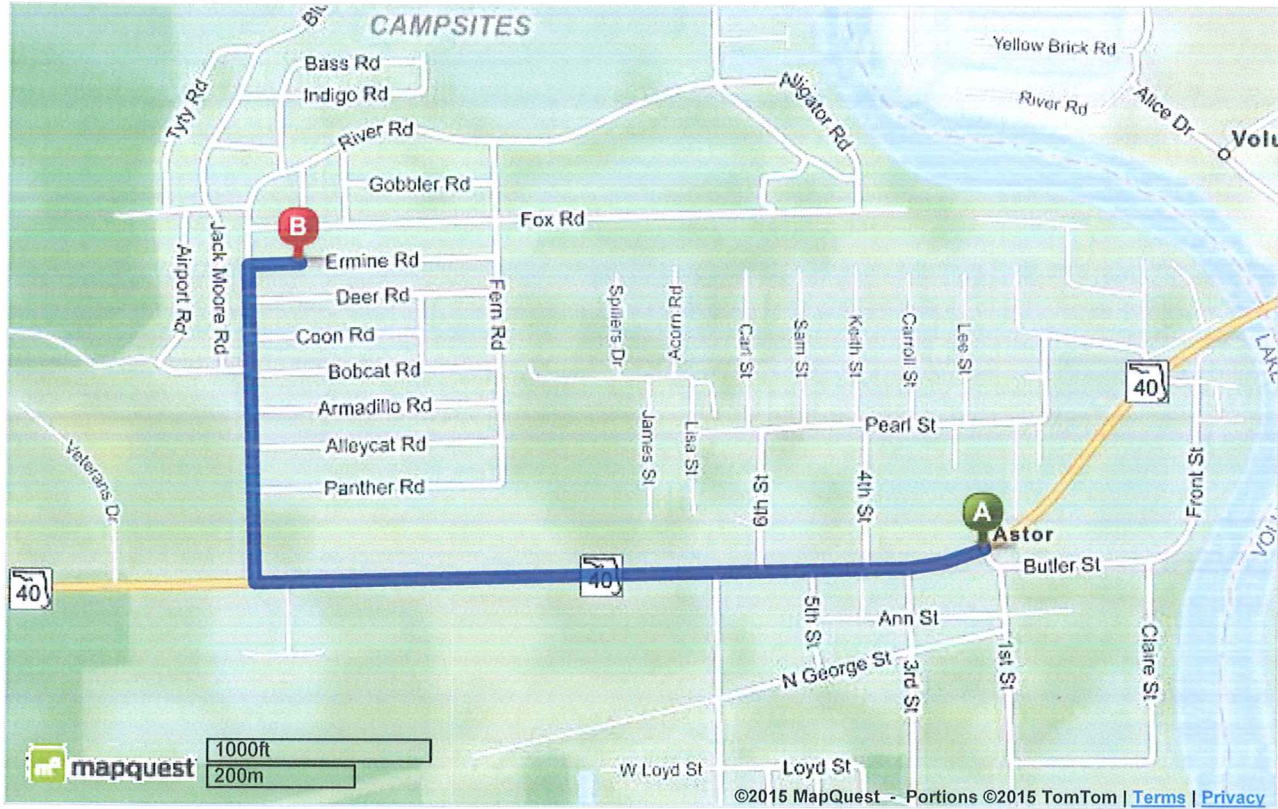 CAMPSITES
Yellow Brick Rd
Bass Rd
Indigo Rd
River Rd
Alice Dr
Tyty Rd
River Rd
Alligator Rd
Gobbler Rd
Fox Rd
B
Ermine Rd
Airport Rd
Jack Moore Rd
Deer Rd
Fern Rd
Spillers Dr
Acorn Rd
Carl St
Sam St
Keith St
Carroll St
Lee St
Coon Rd
Bobcat Rd
40
Armadillo Rd
James St
Lisa St
Pearl St
Alleycat Rd
Veterans Dr
Panther Rd
6th St
4th St
Front St
A
Astor
Butler St
40
40
5th St
Ann St
N George St
3rd St
1st St
Claire St
mapquest
1000ft
200m
W Loyd St
Loyd St
©2015 MapQuest - Portions ©2015 TomTom | Terms | Privacy